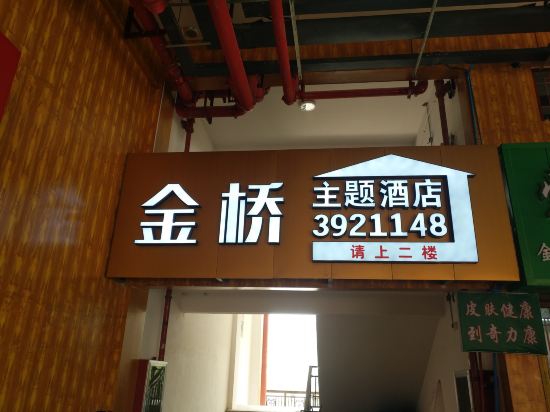 金桥
主题酒店
3921148
请上二楼
皮肤健康
到奇力康